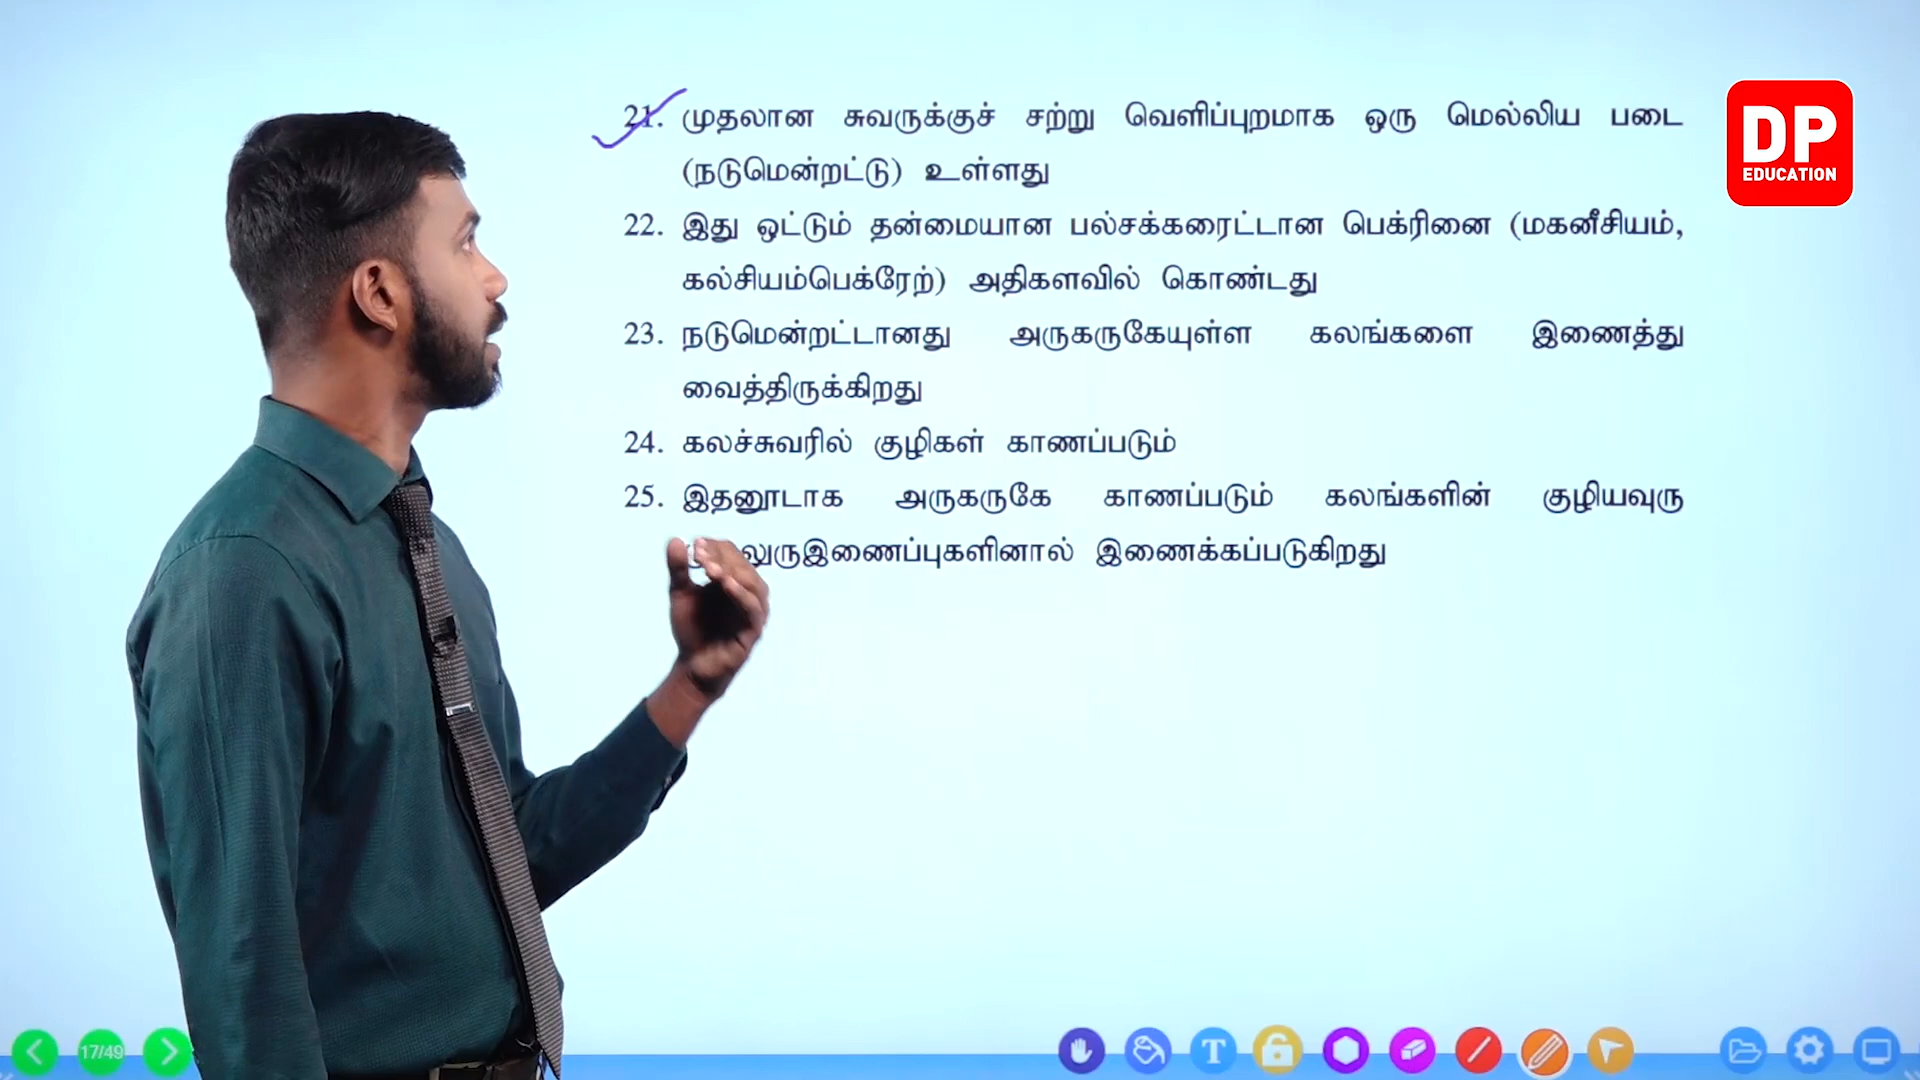 21. முதலான சுவருக்குச் சற்று வெளிப்புறமாக ஒரு மெல்லிய படை
(நடுமென்றட்டு) உள்ளது
22. இது ஒட்டும் தன்மையான பல்சக்கரைட்டான பெக்ரினை (மகனீசியம்,
கல்சியம்பெக்ரேற்) அதிகளவில் கொண்டது
23. நடுமென்றட்டானது அருகருகேயுள்ள கலங்களை இணைத்து
வைத்திருக்கிறது
24. கலச்சுவரில் குழிகள் காணப்படும்
25. இதனூடாக அருகருகே காணப்படும் கலங்களின் குழியவுரு
இணைக்கப்படுகிறது
DP
EDUCATION
17/49
T